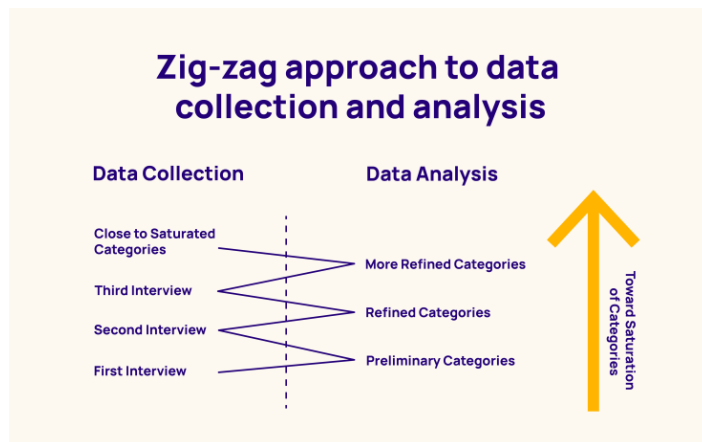 Zig-zag approach to data
collection and analysis
Data Collection
Data Analysis
Close to Saturated
Categories
More Refined Categories
Third Interview
Refined Categories
Second Interview
Preliminary Categories
First Interview
Toward Saturation
of Categories